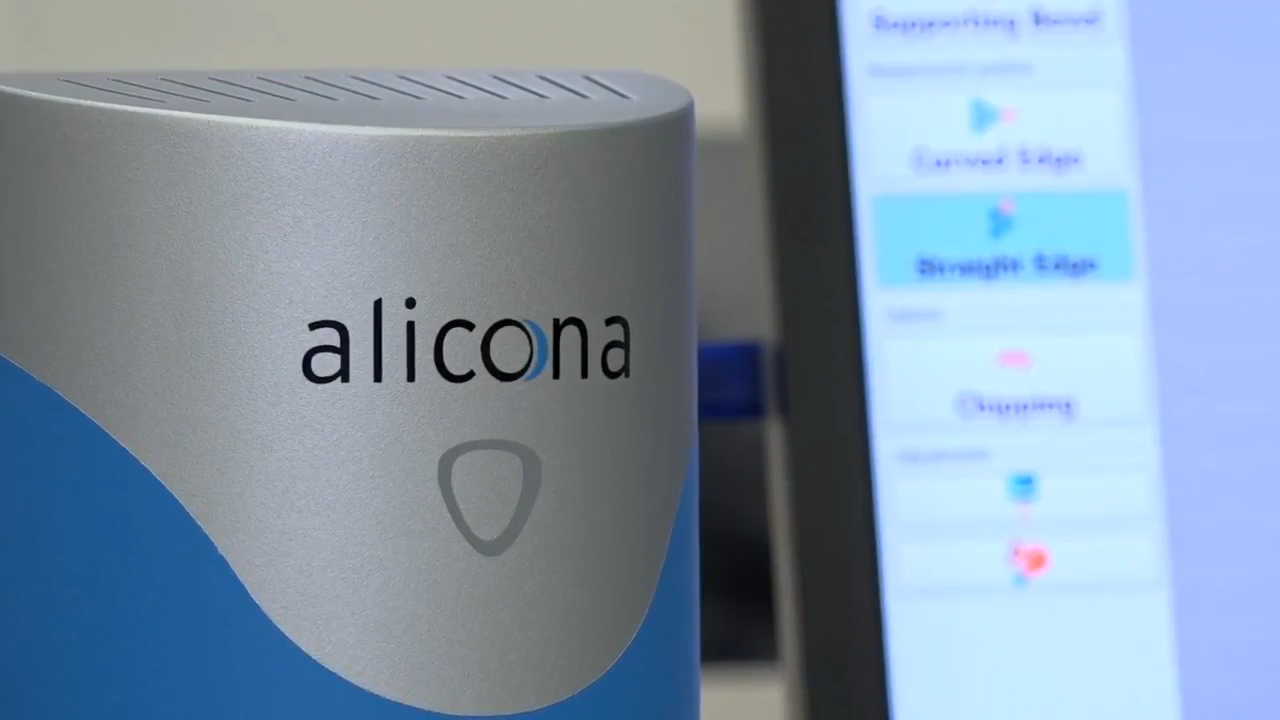 alicona
Supporting Bevel
Curved Edge
Straight Edge
Chipping